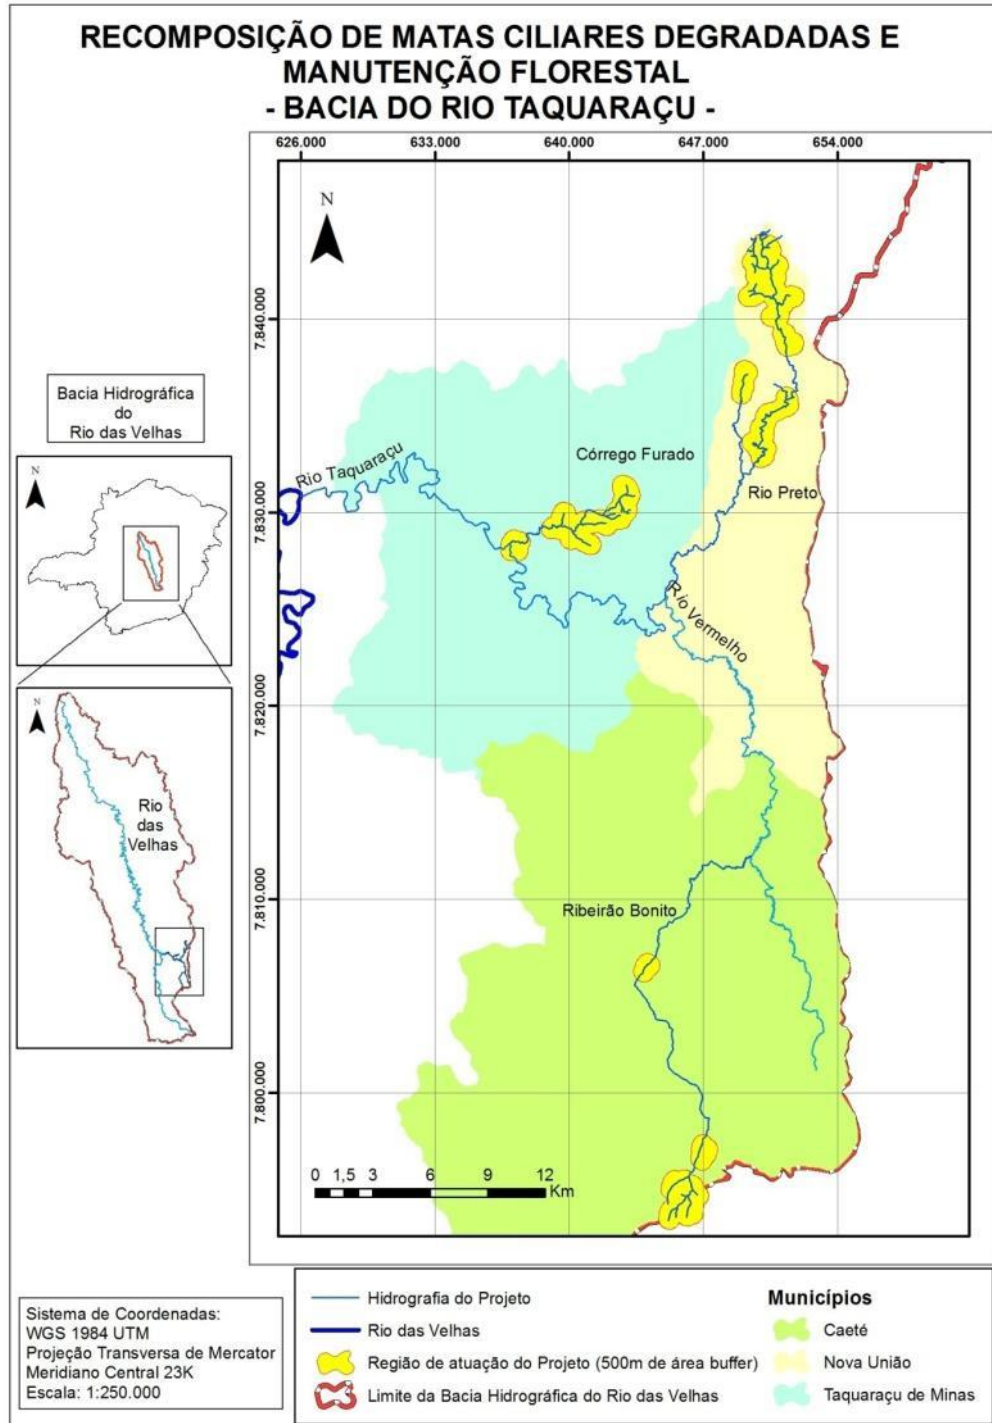 RECOMPOSIÇÃO DE MATAS CILIARES DEGRADADAS E
MANUTENÇÃO FLORESTAL
- BACIA DO RIO TAQUARAÇU -
626.000 633.000 640.000 647.000 654.000
N
7.840.000
7.830.000
7.820.000
7.810.000
7.800.000
Bacia Hidrográfica
do
Rio das Velhas
N
N
Rio
das
Velhas
Rio Taquaraçu
Córrego Furado
Rio Preto
Rio Vermelho
Ribeirão Bonito
0 1,5 3 6 9 12
Km
Sistema de Coordenadas:
WGS 1984 UTM
Projeção Transversa de Mercator
Meridiano Central 23K
Escala: 1:250.000
Hidrografia do Projeto
Rio das Velhas
Região de atuação do Projeto (500m de área buffer)
Limite da Bacia Hidrográfica do Rio das Velhas
Municípios
Caeté
Nova União
Taquaraçu de Minas